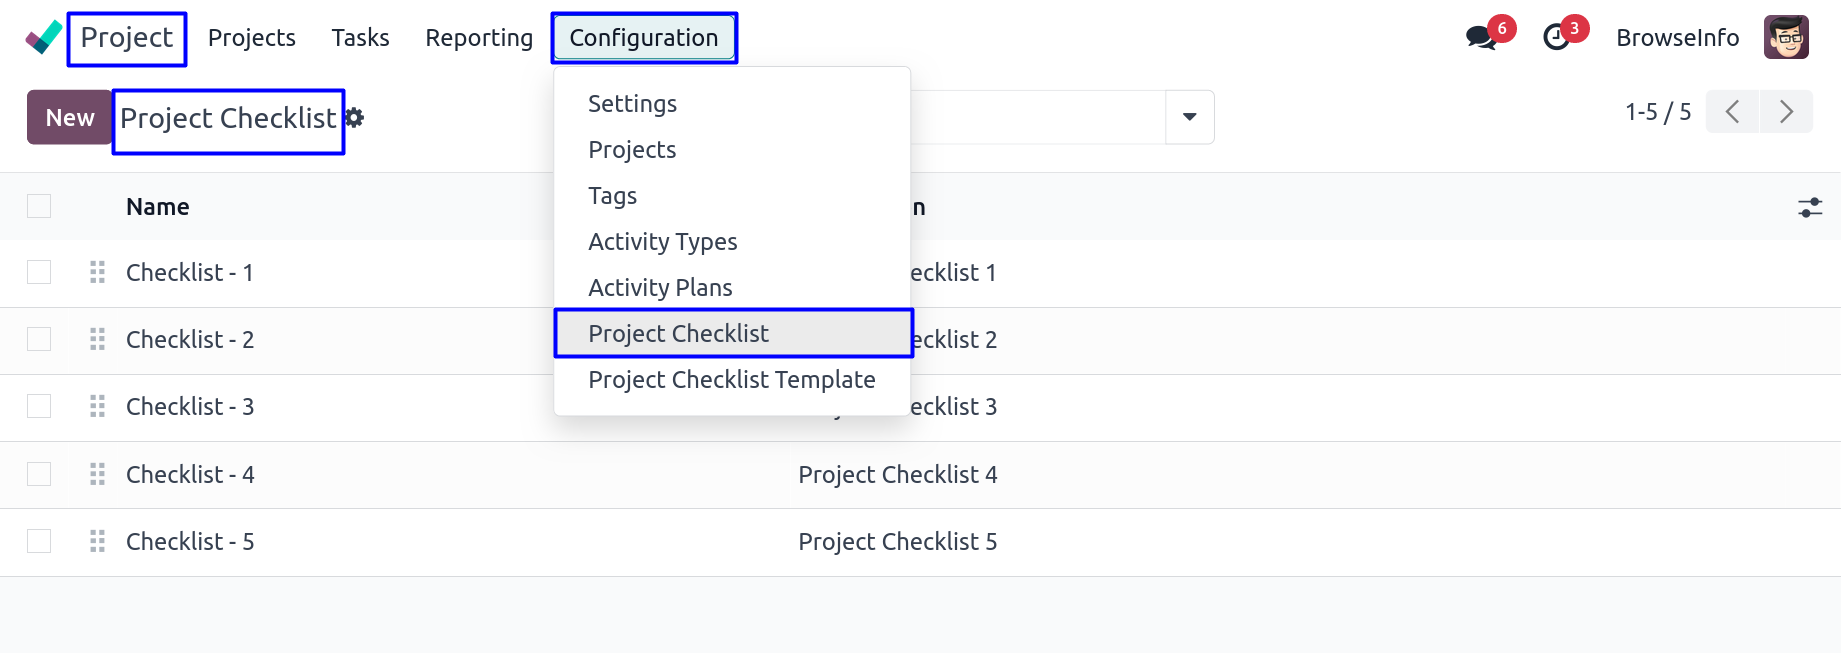 Project Projects Tasks Reporting Configuration 6 3 BrowseInfo
New Project Checklist 1-5 / 5
Settings
Projects
Tags
Activity Types
Activity Plans
Project Checklist
Project Checklist Template
Name n
Checklist - 1 ecklist 1
Checklist - 2 ecklist 2
Checklist - 3 ecklist 3
Checklist - 4 Project Checklist 4
Checklist - 5 Project Checklist 5